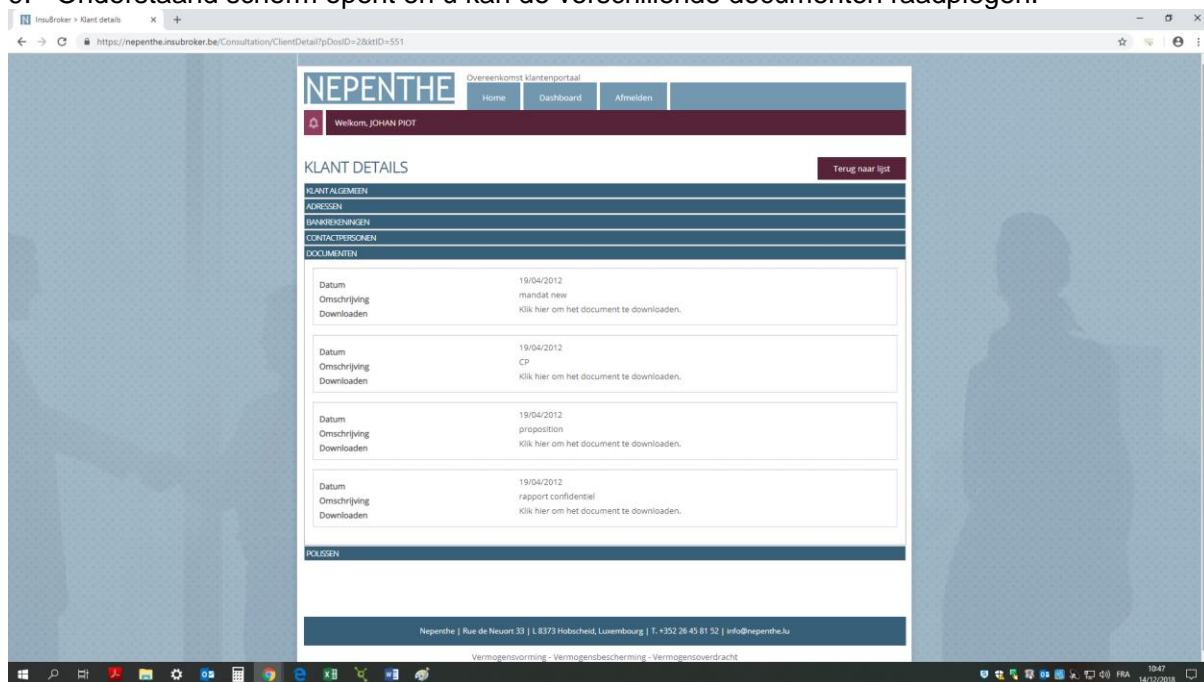 Onderstaand scherm opent en u kan de verschillende documenten raadplegen.
InsuBroker > Klant details
https://nepenthe.insubroker.be/Consultation/ClientDetail?pDosID=2&ktID=551
NEPENTHE
Overeenkomst klantenportaal
Home Dashboard Afmelden
Welkom, JOHAN PIOT
KLANT DETAILS
Terug naar lijst
KLANT ALGEMEEN
ADRESSEN
BANKREKENINGEN
CONTACTPERSONEN
DOCUMENTEN
Datum 19/04/2012
Omschrijving mandat new
Downloaden Klik hier om het document te downloaden.
Datum 19/04/2012
Omschrijving CP
Downloaden Klik hier om het document te downloaden.
Datum 19/04/2012
Omschrijving proposition
Downloaden Klik hier om het document te downloaden.
Datum 19/04/2012
Omschrijving rapport confidentiel
Downloaden Klik hier om het document te downloaden.
POLISSEN
Nepenthe | Rue de Neuort 33 | L 8373 Hobscheid, Luxembourg | T. +352 26 45 81 52 | info@nepenthe.lu
Vermogensvorming - Vermogensbescherming - Vermogensoverdracht
FRA
10:47
14/12/2018